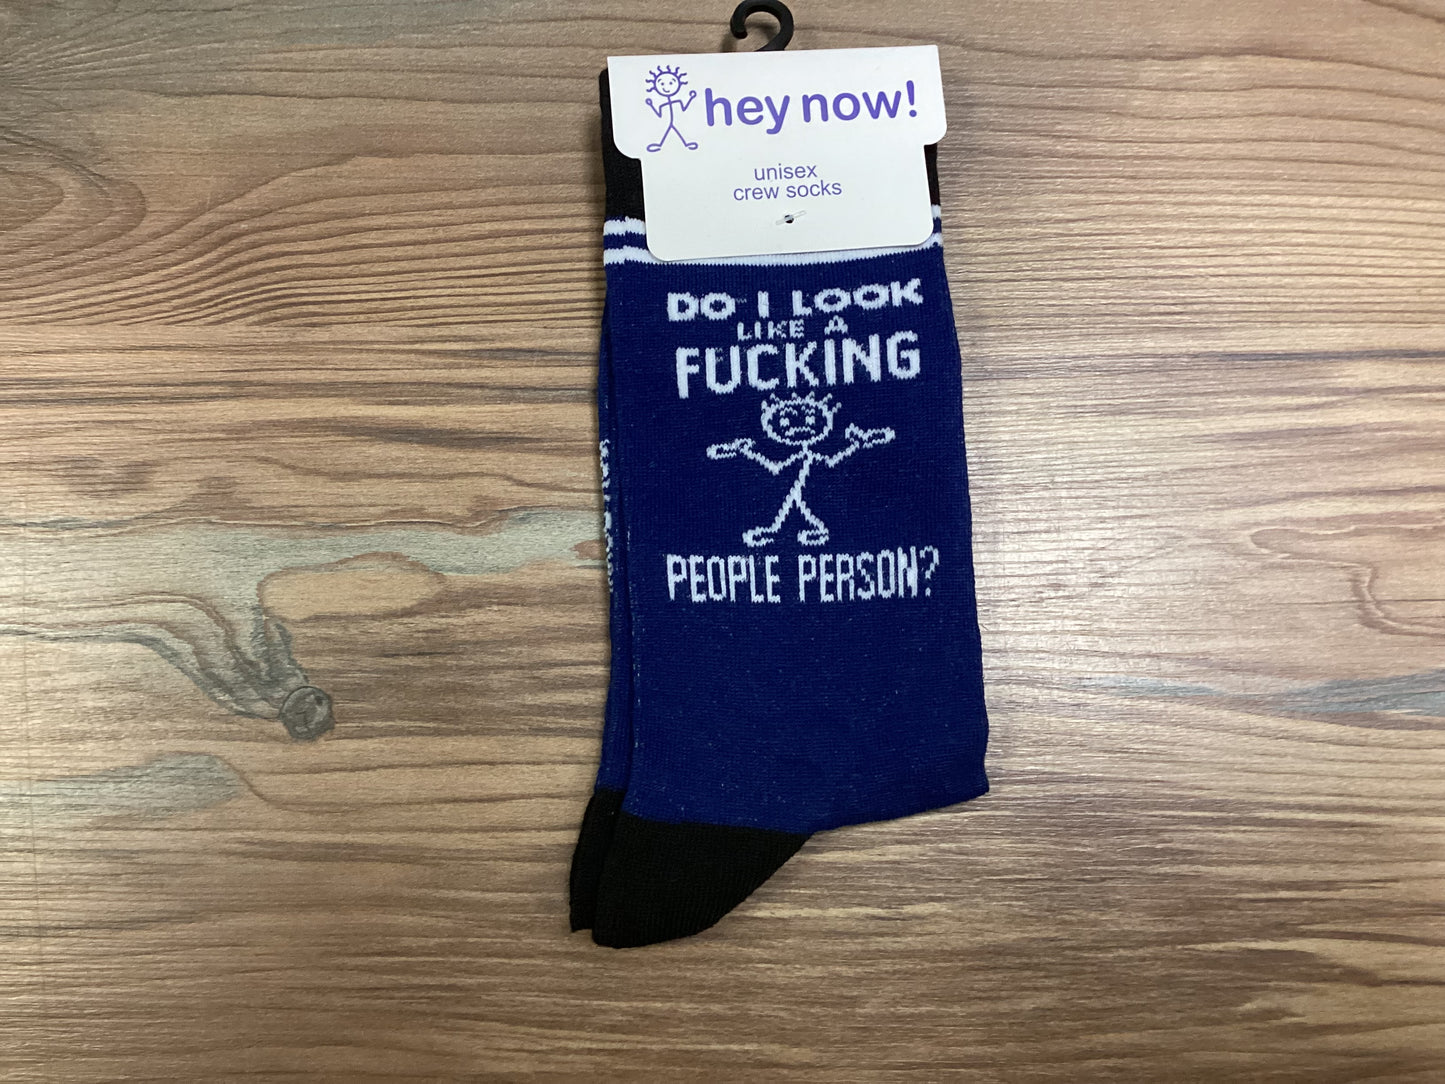 hey now!
unisex
crew socks
DO I LOOK
LIKE A
FUCKING
PEOPLE PERSON?